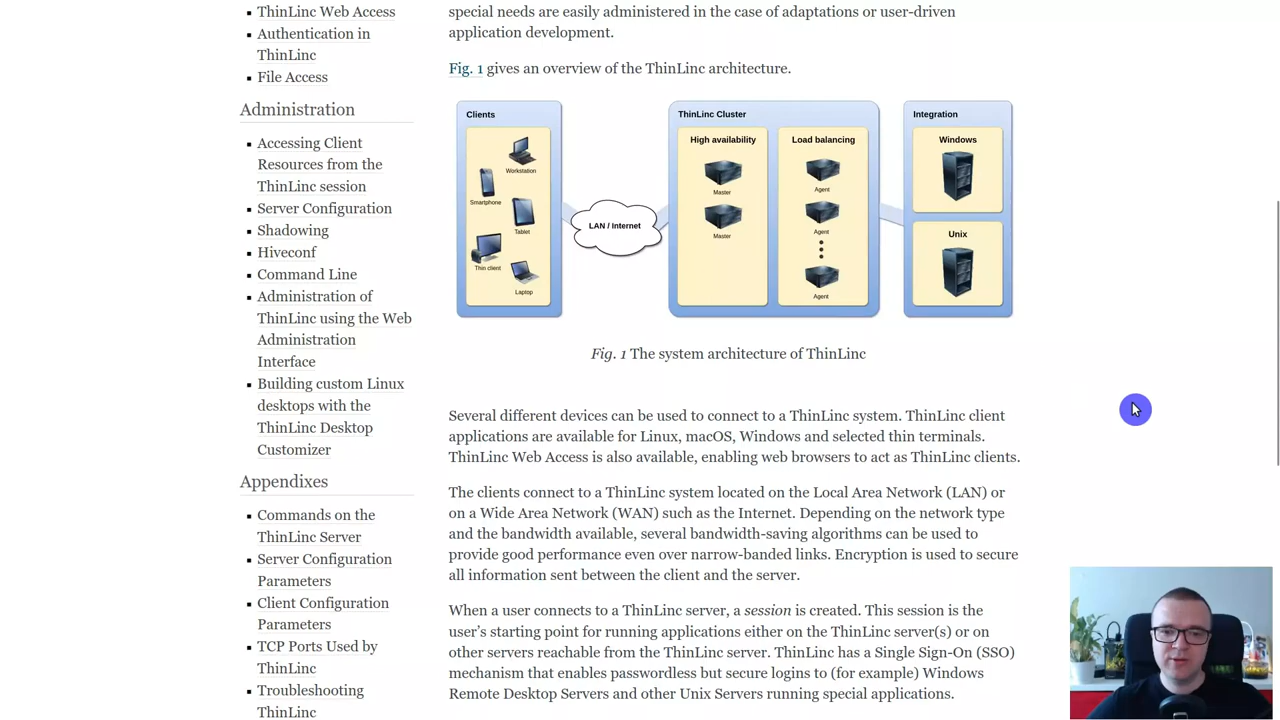 ThinLinc Web Access
Authentication in
ThinLinc
File Access
Administration
Accessing Client
Resources from the
ThinLinc session
Server Configuration
Shadowing
Hiveconf
Command Line
Administration of
ThinLinc using the Web
Administration
Interface
Building custom Linux
desktops with the
ThinLinc Desktop
Customizer
Appendixes
Commands on the
ThinLinc Server
Server Configuration
Parameters
Client Configuration
Parameters
TCP Ports Used by
ThinLinc
Troubleshooting
ThinLinc
special needs are easily administered in the case of adaptations or user-driven
application development.
Fig. 1 gives an overview of the ThinLinc architecture.
Clients
Workstation
Smartphone
Tablet
Thin client
Laptop
LAN / Internet
ThinLinc Cluster
High availability
Master
Master
Load balancing
Agent
Agent
Agent
Integration
Windows
Unix
Fig. 1 The system architecture of ThinLinc
Several different devices can be used to connect to a ThinLinc system. ThinLinc client
applications are available for Linux, macOS, Windows and selected thin terminals.
ThinLinc Web Access is also available, enabling web browsers to act as ThinLinc clients.
The clients connect to a ThinLinc system located on the Local Area Network (LAN) or
on a Wide Area Network (WAN) such as the Internet. Depending on the network type
and the bandwidth available, several bandwidth-saving algorithms can be used to
provide good performance even over narrow-banded links. Encryption is used to secure
all information sent between the client and the server.
When a user connects to a ThinLinc server, a session is created. This session is the
user's starting point for running applications either on the ThinLinc server(s) or on
other servers reachable from the ThinLinc server. ThinLinc has a Single Sign-On (SSO)
mechanism that enables passwordless but secure logins to (for example) Windows
Remote Desktop Servers and other Unix Servers running special applications.